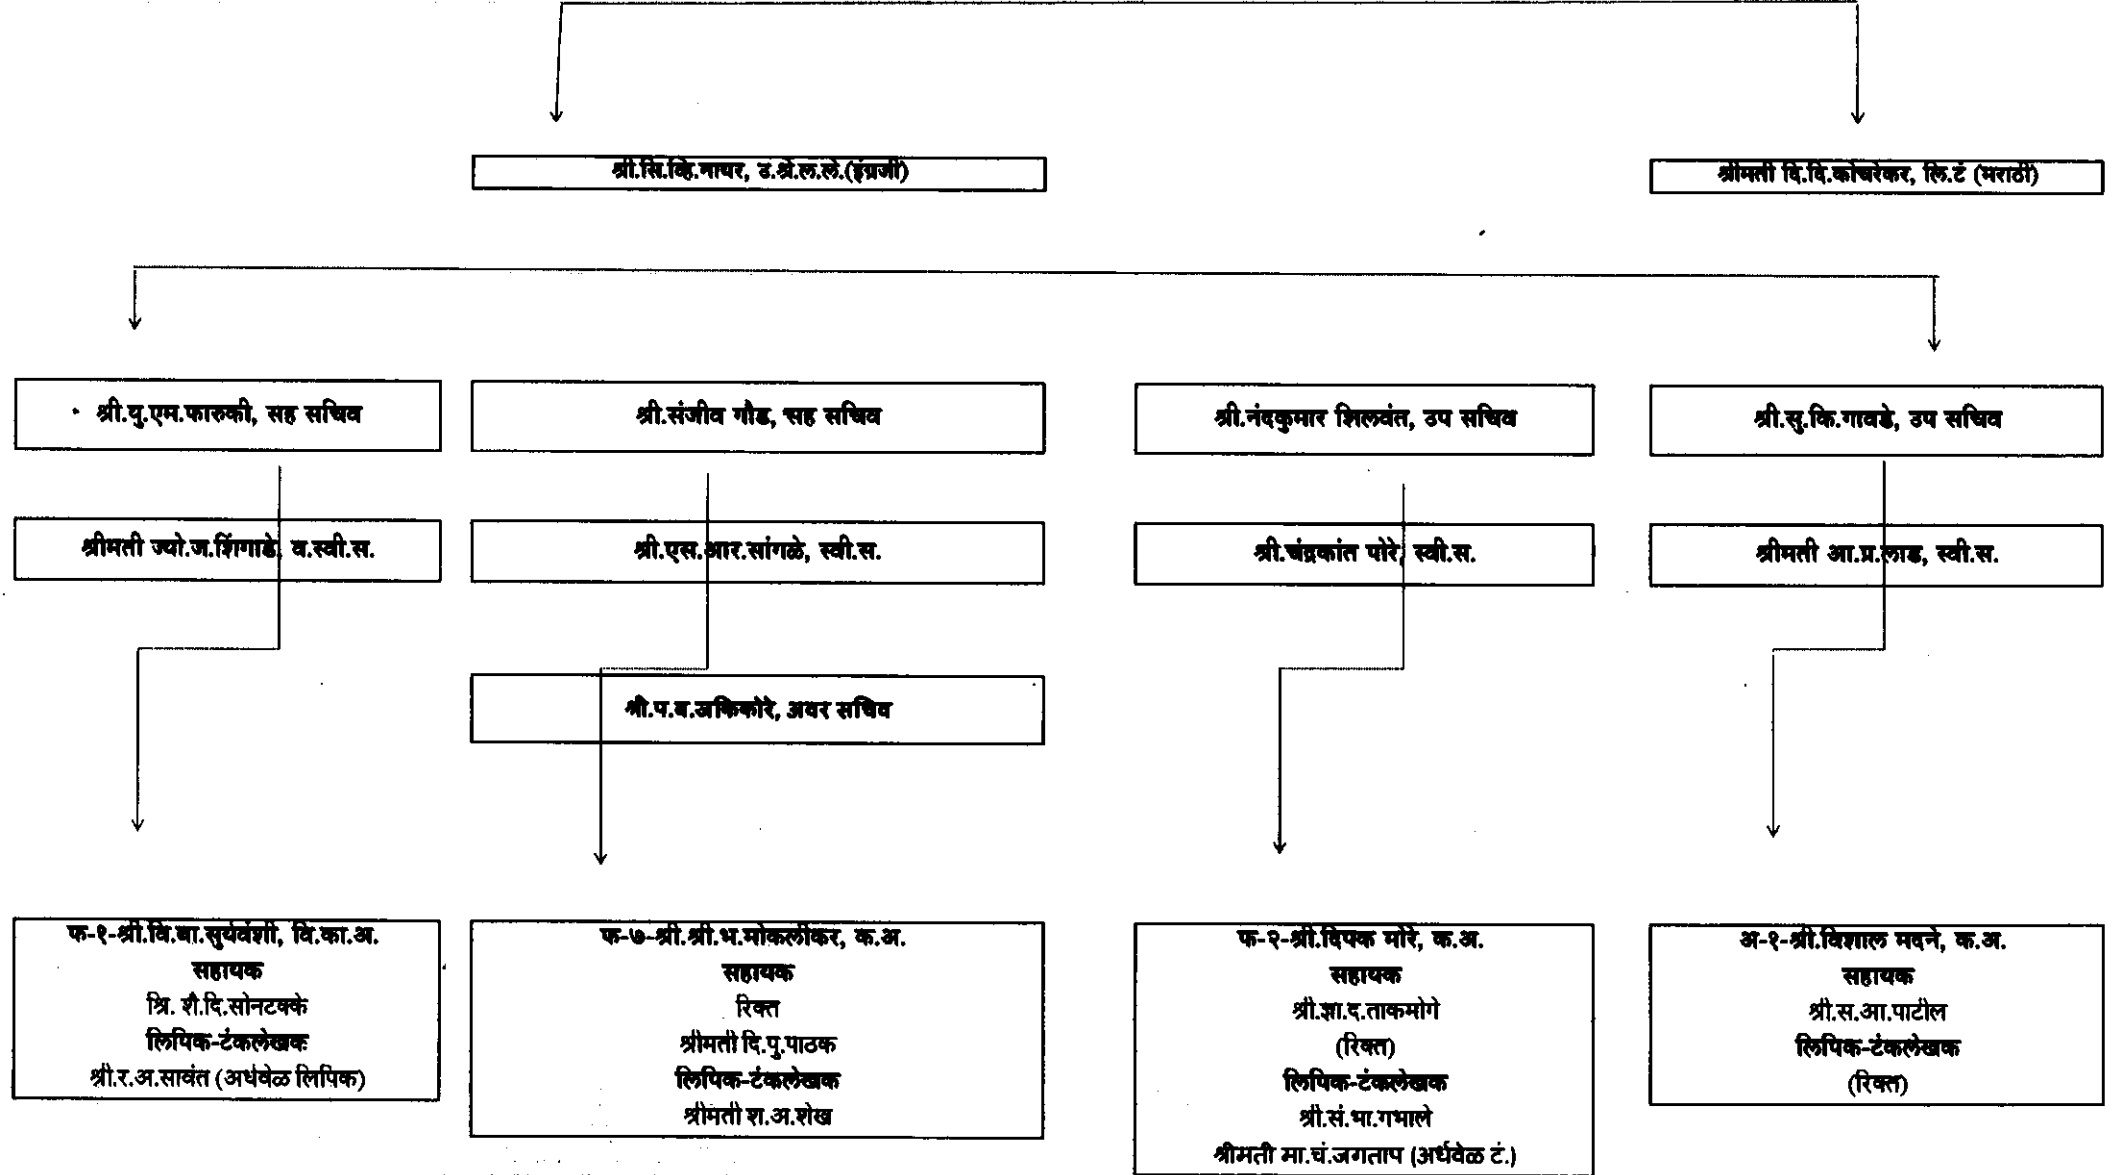 श्री.सि.व्हि.नायर, उ.श्रे.ल.ले.(इंग्रजी)
श्रीमती दि.दि.कोचरेकर, लि.टं (मराठी)
श्री.यु.एम.फारुकी, सह सचिव
श्री.संजीव गौड, सह सचिव
श्री.नंदकुमार शिलवंत, उप सचिव
श्री.सु.कि.गावडे, उप सचिव
श्रीमती ज्यो.ज.शिंगाडे, व.स्वी.स.
श्री.एस.आर.सांगळे, स्वी.स.
श्री.चंद्रकांत पोरे, स्वी.स.
श्रीमती आ.प्र.लाड, स्वी.स.
श्री.प.ब. अवर सचिव
फ-१-श्री.वि.बा.सुर्यवंशी, वि.का.अ.
सहायक
श्रि. शै.दि.सोनटक्के
लिपिक-टंकलेखक
श्री.र.अ.सावंत (अर्धवेळ लिपिक)
फ-७-श्री.श्री.भ.मोकलीकर, क.अ.
सहायक
रिक्त
श्रीमती दि.पु.पाठक
लिपिक-टंकलेखक
श्रीमती श.अ.शेख
फ-२-श्री.दिपक मोरे, क.अ.
सहायक
श्री.ज्ञा.द.ताकमोगे
(रिक्त)
लिपिक-टंकलेखक
श्री.सं.भा.गभाले
श्रीमती मा.चं.जगताप (अर्धवेळ टं.)
अ-१-श्री.विशाल मदने, क.अ.
सहायक
श्री.स.आ.पाटील
लिपिक-टंकलेखक
(रिक्त)